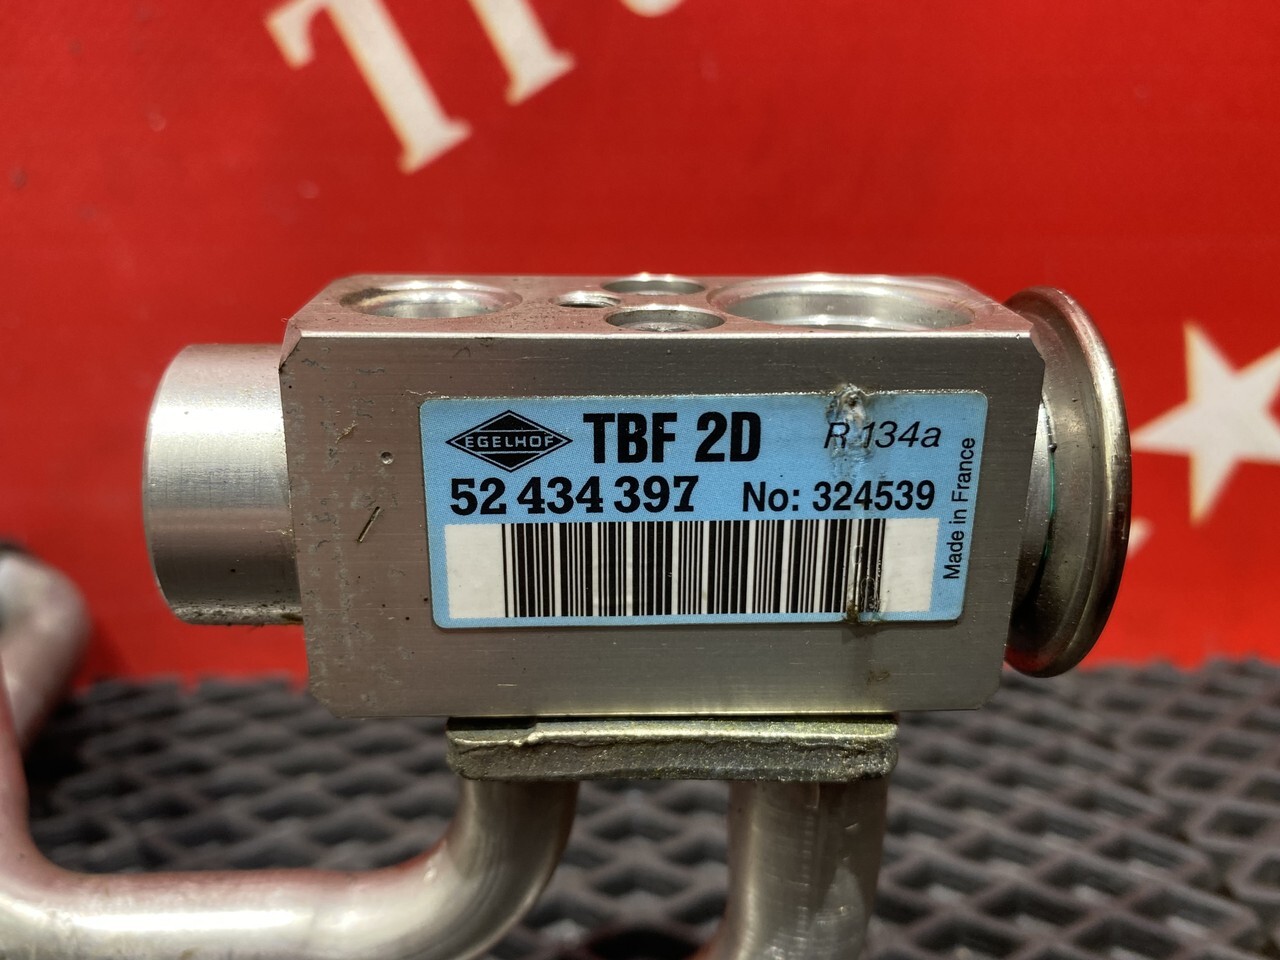 EGELHOF TBF 2D R 134a
52 434 397 No: 324539
Made in France